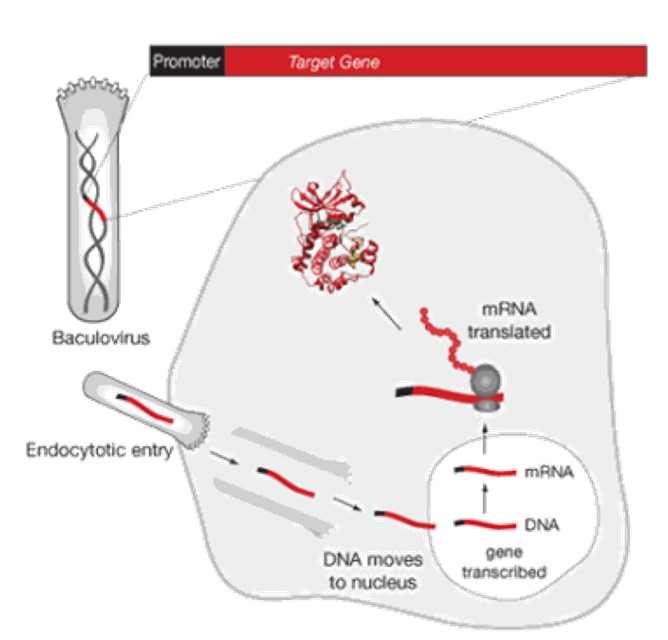 Promoter
Target Gene
Baculovirus
mRNA
translated
Endocytotic entry
mRNA
DNA
gene
transcribed
DNA moves
to nucleus